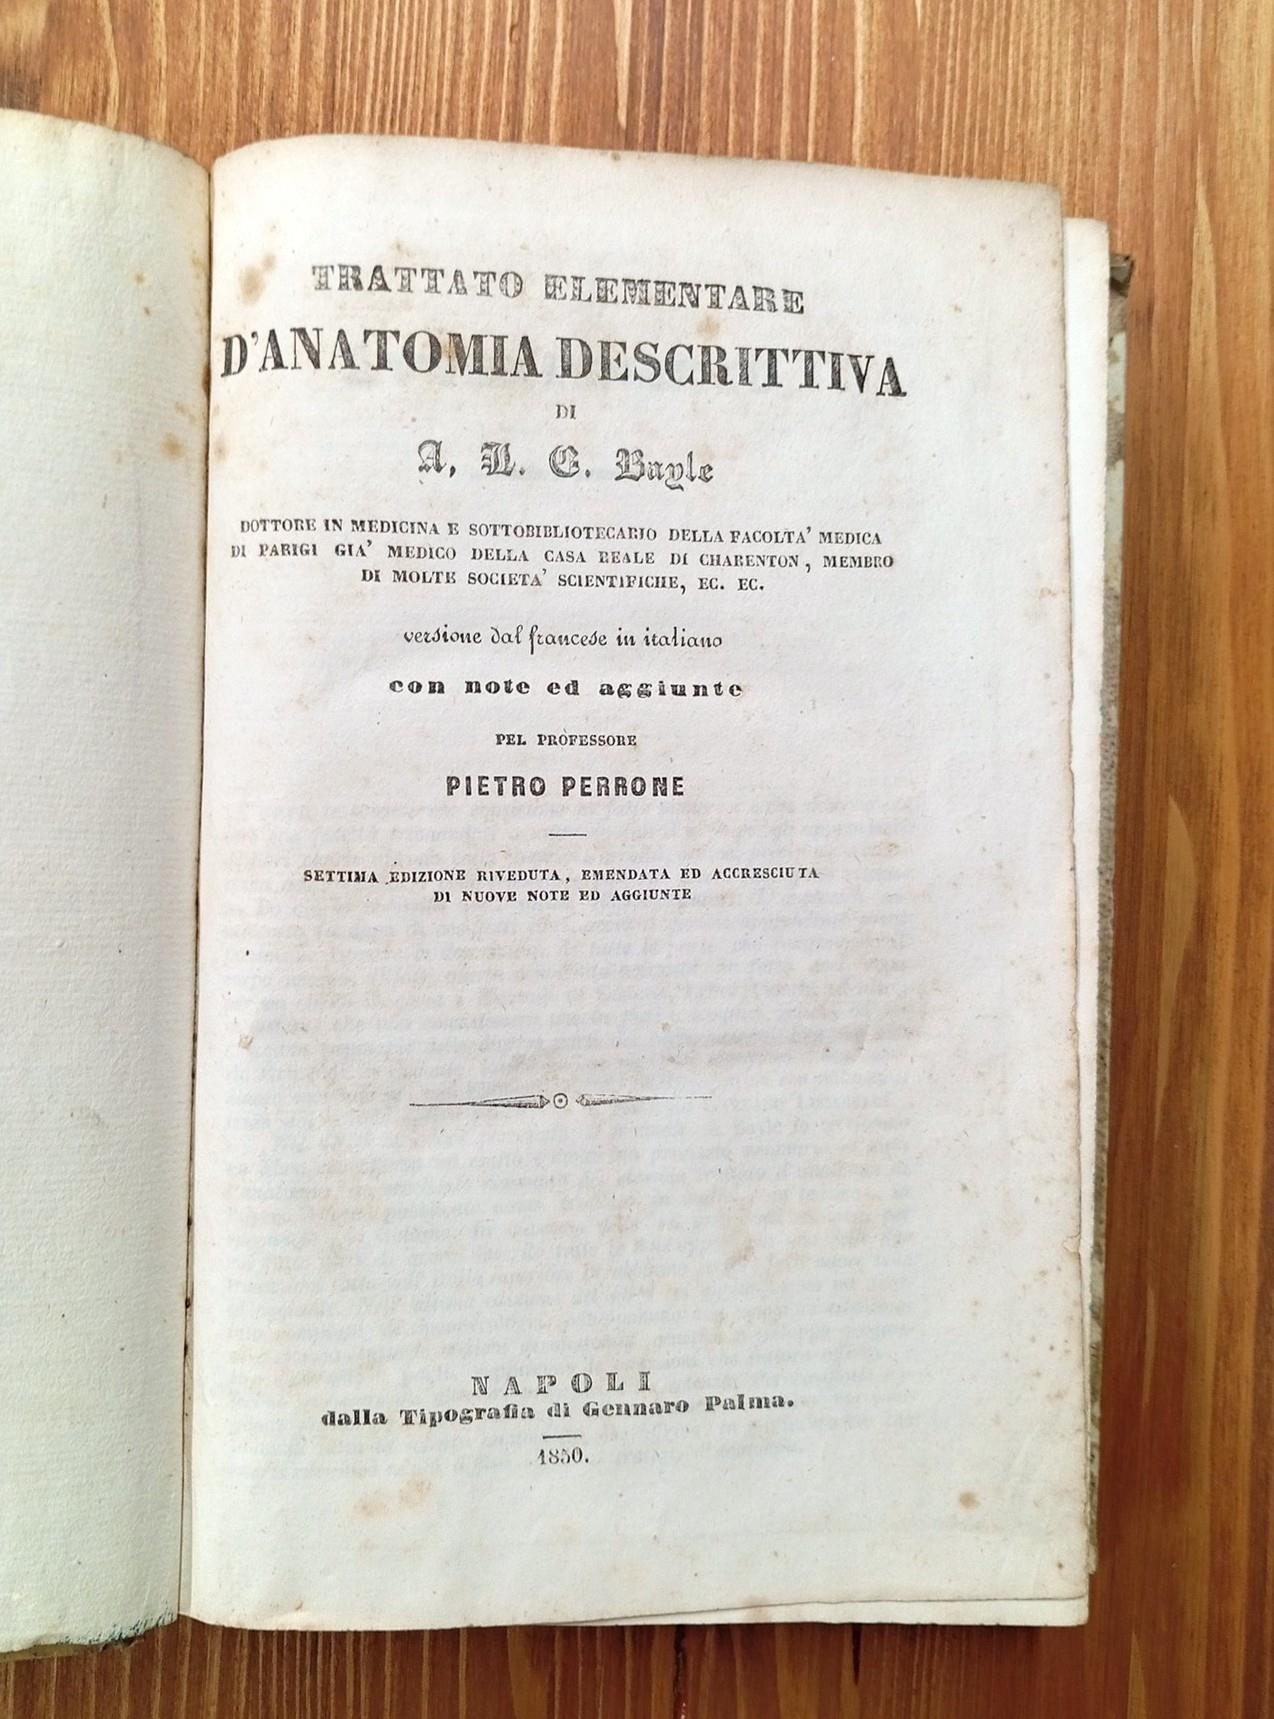 TRATTATO ELEMENTARE
D'ANATOMIA DESCRITTIVA
DI
A. L. G. Bayle
DOTTORE IN MEDICINA E SOTTOBIBLIOTECARIO DELLA FACOLTA' MEDICA
DI PARIGI GIA' MEDICO DELLA CASA REALE DI CHARENTON, MEMBRO
DI MOLTE SOCIETA' SCIENTIFICHE, EC. EC.
versione dal francese in italiano
con note ed aggiunte
PEL PROFESSORE
PIETRO PERRONE
SETTIMA EDIZIONE RIVEDUTA, EMENDATA ED ACCRESCIUTA
DI NUOVE NOTE ED AGGIUNTE
NAPOLI
dalla Tipografia di Gennaro Palma.
1850.